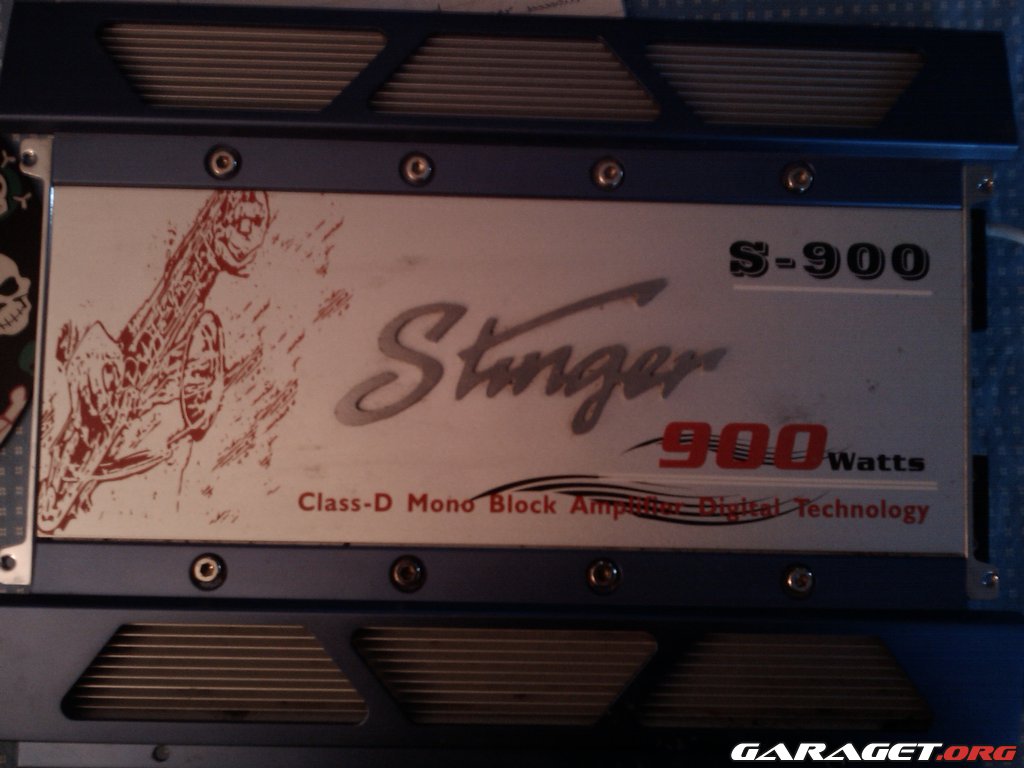 S-900
Stinger
900 Watts
Class-D Mono Block Amplifier Digital Technology
GARAGET.ORG